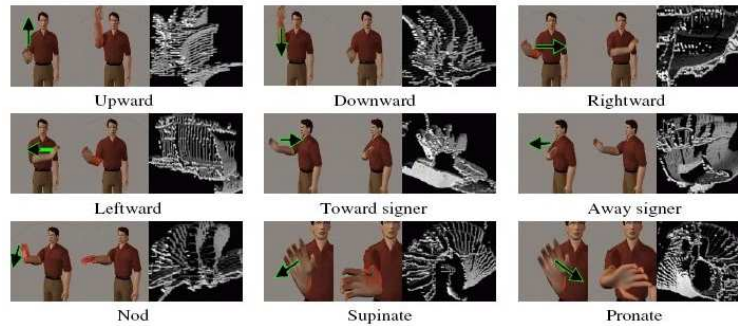 Upward
Downward
Rightward
Leftward
Toward signer
Away signer
Nod
Supinate
Pronate